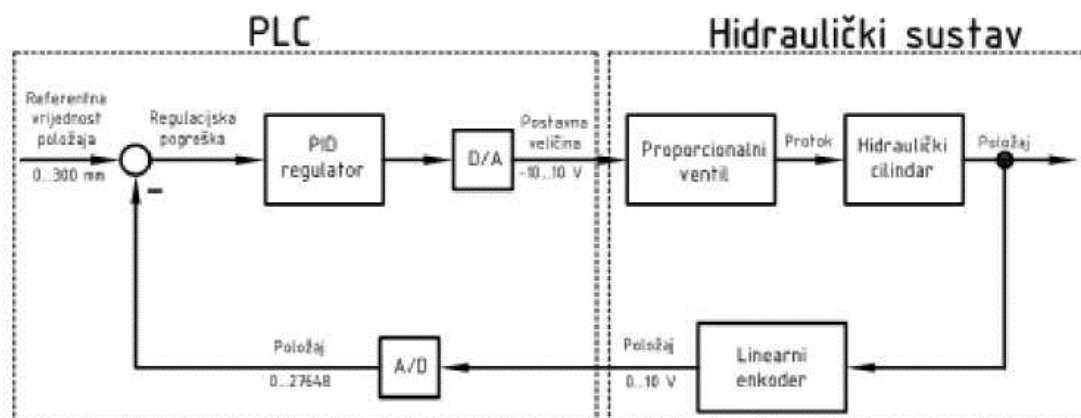 PLC
Hidraulički sustav
Referentna
vrijednost
položaja
0...300 mm
Regulacijska
pogreška
PID
regulator
D/A
Postavna
veličina
-10...10 V
Proporcionalni
ventil
Protok
Hidraulički
cilindar
Položaj
-
Položaj
0...27648
A/D
Položaj
0...10 V
Linearni
enkoder